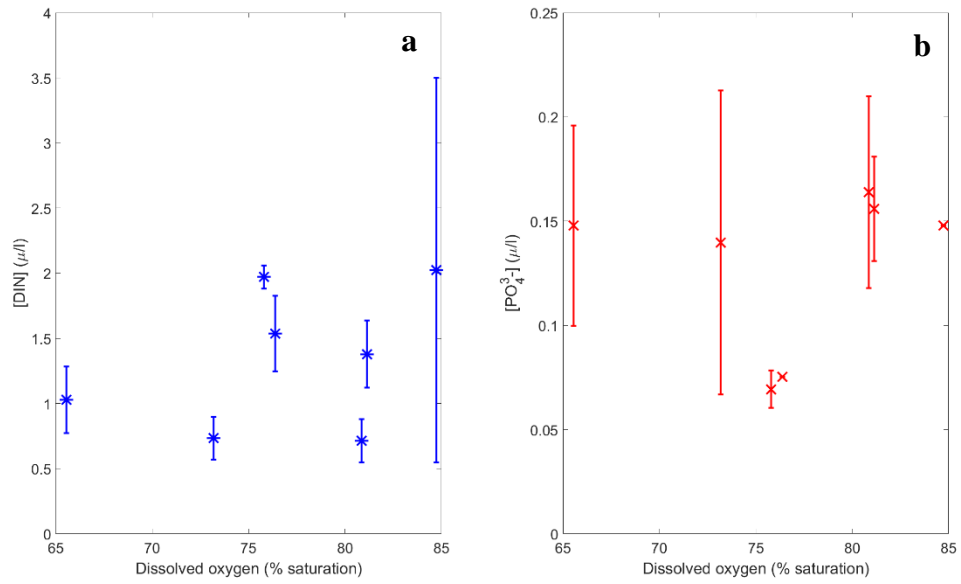 a
4
3.5
3
2.5
2
1.5
1
0.5
0
[DIN] (μ/l)
65 70 75 80 85
Dissolved oxygen (% saturation)
b
0.25
0.2
0.15
0.1
0.05
0
[PO₄³-] (μ/l)
65 70 75 80 85
Dissolved oxygen (% saturation)